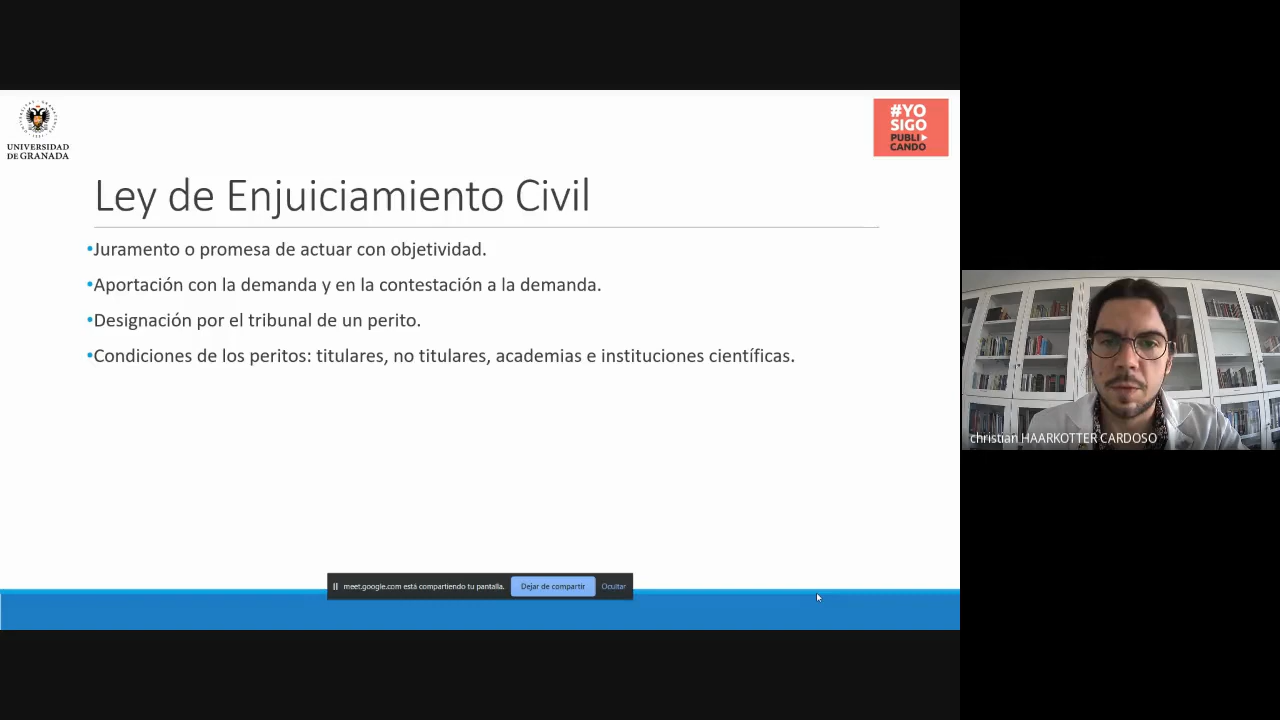 UNIVERSIDAD
DE GRANADA
#YO
SIGO
PUBLI
CANDO
Ley de Enjuiciamiento Civil
•Juramento o promesa de actuar con objetividad.
•Aportación con la demanda y en la contestación a la demanda.
•Designación por el tribunal de un perito.
•Condiciones de los peritos: titulares, no titulares, academias e instituciones científicas.
christian HAARKOTTER CARDOSO
meet.google.com está compartiendo tu pantalla. Dejar de compartir Ocultar